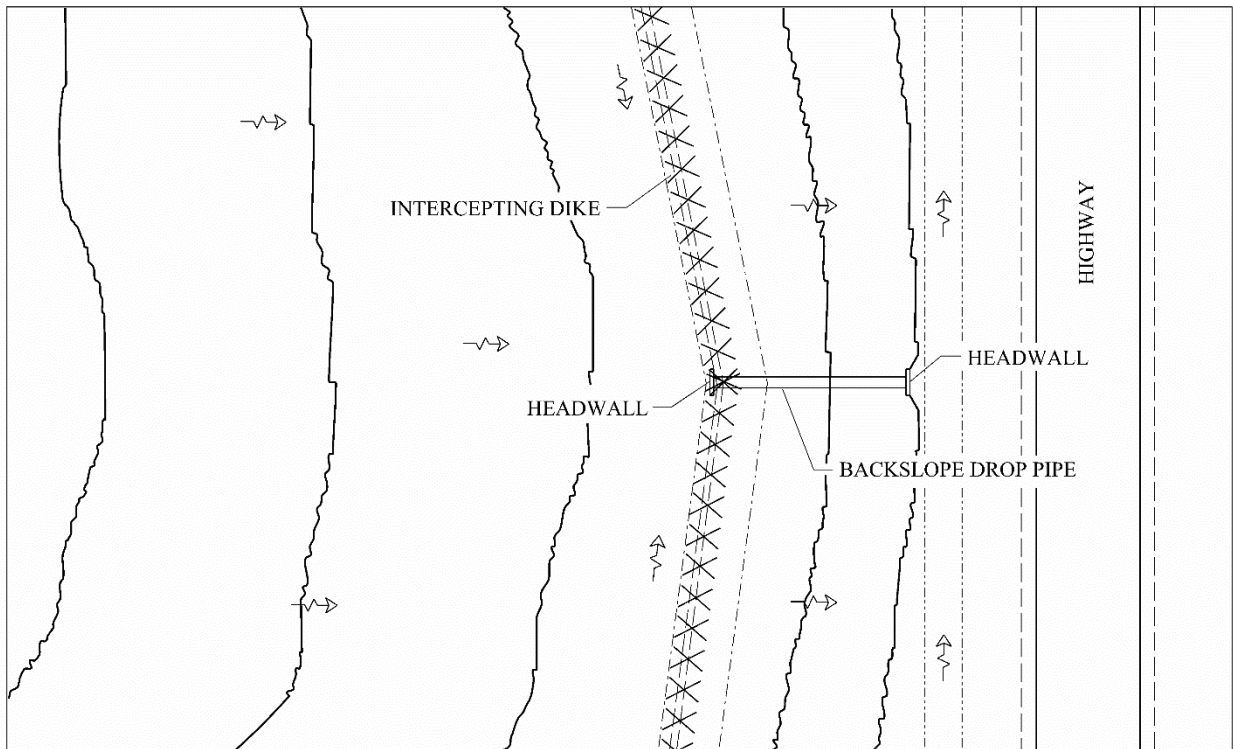 INTERCEPTING DIKE
HIGHWAY
HEADWALL
HEADWALL
BACKSLOPE DROP PIPE